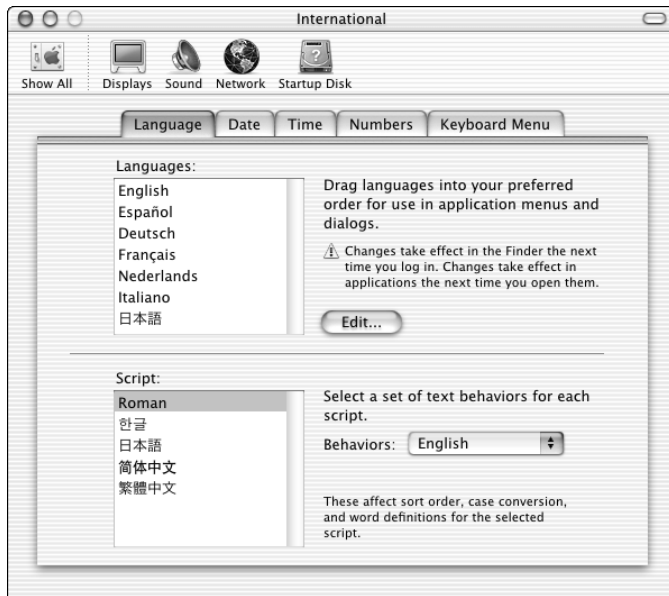 International
Show All
Displays
Sound
Network
Startup Disk
Language
Date
Time
Numbers
Keyboard Menu
Languages:
English
Español
Deutsch
Français
Nederlands
Italiano
日本語
Drag languages into your preferred
order for use in application menus and
dialogs.
Changes take effect in the Finder the next
time you log in. Changes take effect in
applications the next time you open them.
Edit...
Script:
Roman
한글
日本語
简体中文
繁體中文
Select a set of text behaviors for each
script.
Behaviors: English
These affect sort order, case conversion,
and word definitions for the selected
script.